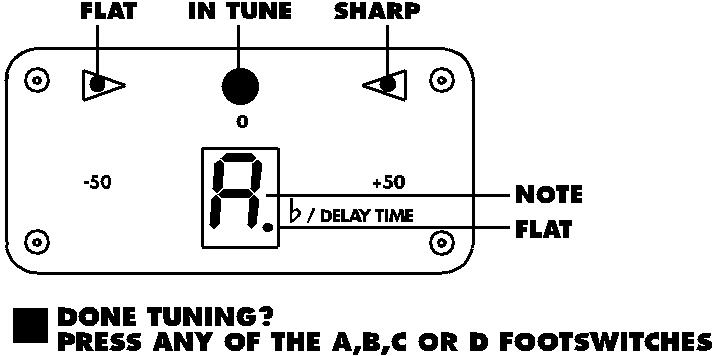 FLAT IN TUNE SHARP
0
A.
-50 +50
NOTE
♭ / DELAY TIME
FLAT
DONE TUNING?
PRESS ANY OF THE A,B,C OR D FOOTSWITCHES